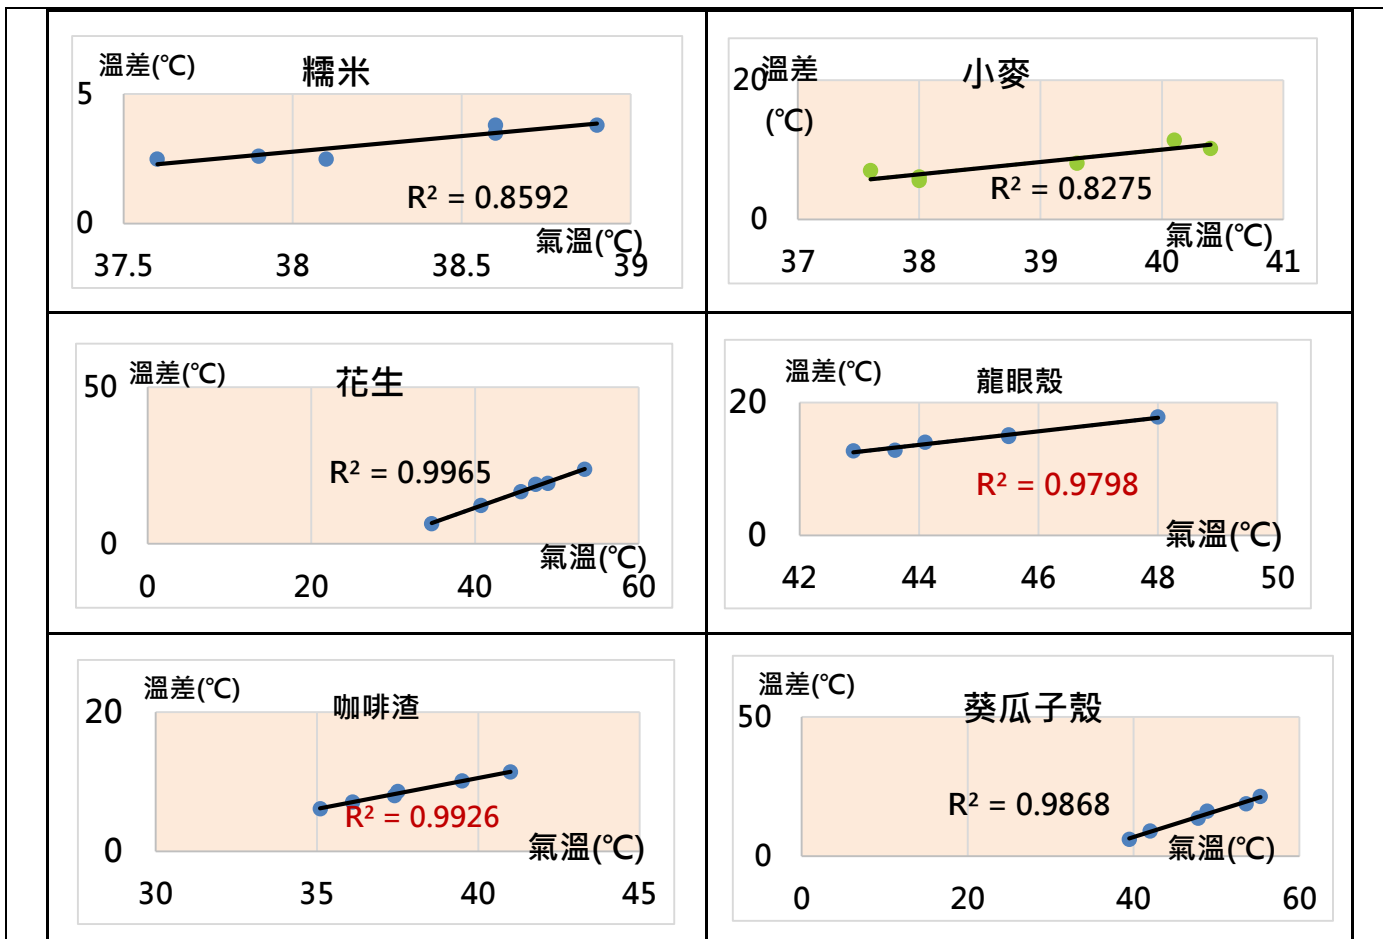 溫差(℃)
糯米
5
0
R² = 0.8592
氣溫(℃)
37.5 38 38.5 39
溫差
(℃)
小麥
20
0
R² = 0.8275
氣溫(℃)
37 38 39 40 41
溫差(℃)
花生
50
0
R² = 0.9965
氣溫(℃)
0 20 40 60
溫差(℃)
龍眼殼
20
0
R² = 0.9798
氣溫(℃)
42 44 46 48 50
溫差(℃)
咖啡渣
20
0
R² = 0.9926
氣溫(℃)
30 35 40 45
溫差(℃)
葵瓜子殼
50
0
R² = 0.9868
氣溫(℃)
0 20 40 60